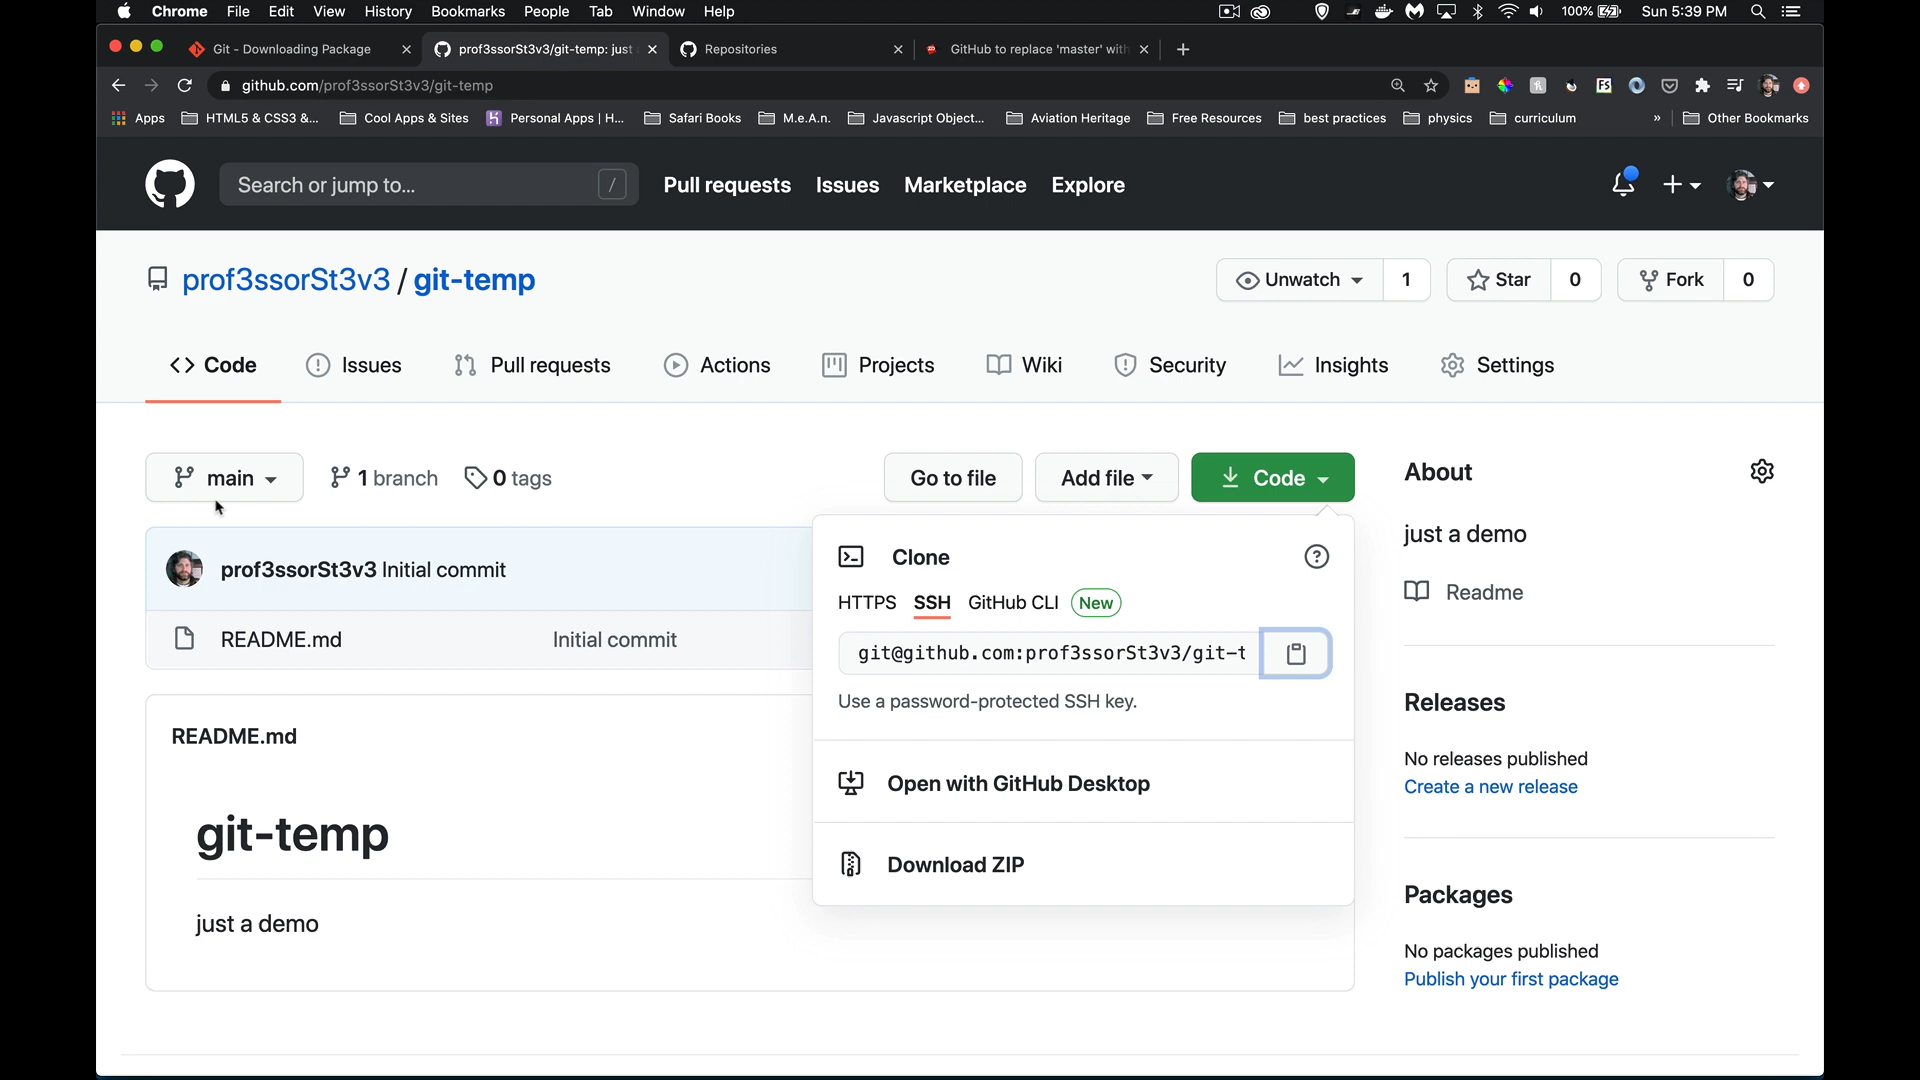 Chrome File Edit View History Bookmarks People Tab Window Help 100% Sun 5:39 PM
Git - Downloading Package prof3ssorSt3v3/git-temp: just Repositories GitHub to replace 'master' with
github.com/prof3ssorSt3v3/git-temp
Apps HTML5 & CSS3 &... Cool Apps & Sites Personal Apps | H... Safari Books M.e.A.n. Javascript Object... Aviation Heritage Free Resources best practices physics curriculum » Other Bookmarks
Search or jump to... / Pull requests Issues Marketplace Explore
prof3ssorSt3v3 / git-temp Unwatch 1 Star 0 Fork 0
Code Issues Pull requests Actions Projects Wiki Security Insights Settings
main 1 branch 0 tags Go to file Add file Code
About
just a demo
Readme
prof3ssorSt3v3 Initial commit
README.md Initial commit
Clone
HTTPS SSH GitHub CLI New
git@github.com:prof3ssorSt3v3/git-t
Use a password-protected SSH key.
Open with GitHub Desktop
Download ZIP
README.md
git-temp
just a demo
Releases
No releases published
Create a new release
Packages
No packages published
Publish your first package